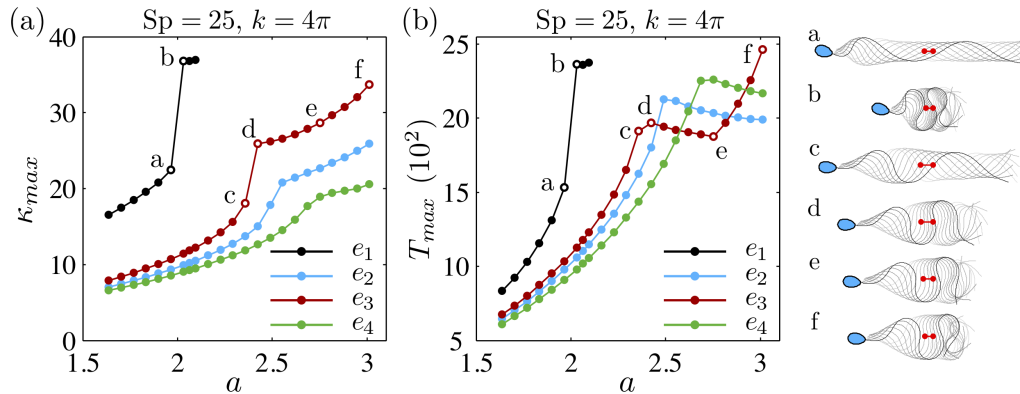 (a)
Sp = 25, k = 4π
κmax
40
30
20
10
0
1.5
2
2.5
3
a
a
b
c
d
e
f
e1
e2
e3
e4
(b)
Sp = 25, k = 4π
Tmax (10²)
25
20
15
10
5
1.5
2
2.5
3
a
a
b
c
d
e
f
e1
e2
e3
e4
a
b
c
d
e
f